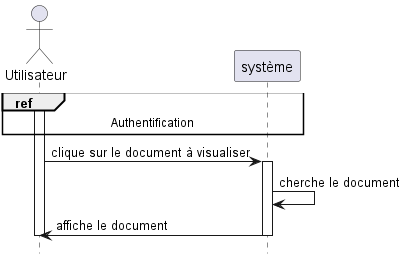 Utilisateur
système
ref
Authentification
clique sur le document à visualiser
cherche le document
affiche le document